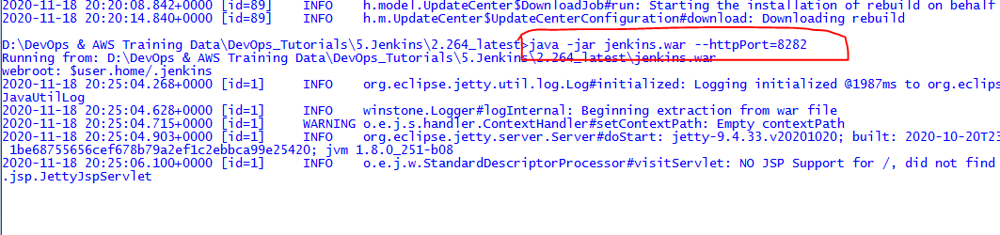 2020-11-18 20:20:08.842+0000 [id=89] INFO h.model.UpdateCenter$DownloadJob#run: Starting the installation of rebuild on behalf
2020-11-18 20:20:14.840+0000 [id=89] INFO h.m.UpdateCenter$UpdateCenterConfiguration#download: Downloading rebuild
D:\DevOps & AWS Training Data\DevOps_Tutorials\5.Jenkins\2.264_latest>java -jar jenkins.war --httpPort=8282
Running from: D:\DevOps & AWS Training Data\DevOps_Tutorials\5.Jenkins\2.264_latest\jenkins.war
webroot: $user.home/.jenkins
2020-11-18 20:25:04.268+0000 [id=1] INFO org.eclipse.jetty.util.log.Log#initialized: Logging initialized @1987ms to org.eclips
JavaUtilLog
2020-11-18 20:25:04.628+0000 [id=1] INFO winstone.Logger#logInternal: Beginning extraction from war file
2020-11-18 20:25:04.715+0000 [id=1] WARNING o.e.j.s.handler.ContextHandler#setContextPath: Empty contextPath
2020-11-18 20:25:04.903+0000 [id=1] INFO org.eclipse.jetty.server.Server#doStart: jetty-9.4.33.v20201020; built: 2020-10-20T23
1be68755656cef678b79a2ef1c2ebbca99e25420; jvm 1.8.0_251-b08
2020-11-18 20:25:06.100+0000 [id=1] INFO o.e.j.w.StandardDescriptorProcessor#visitServlet: NO JSP Support for /, did not find
.jsp.JettyJspServlet